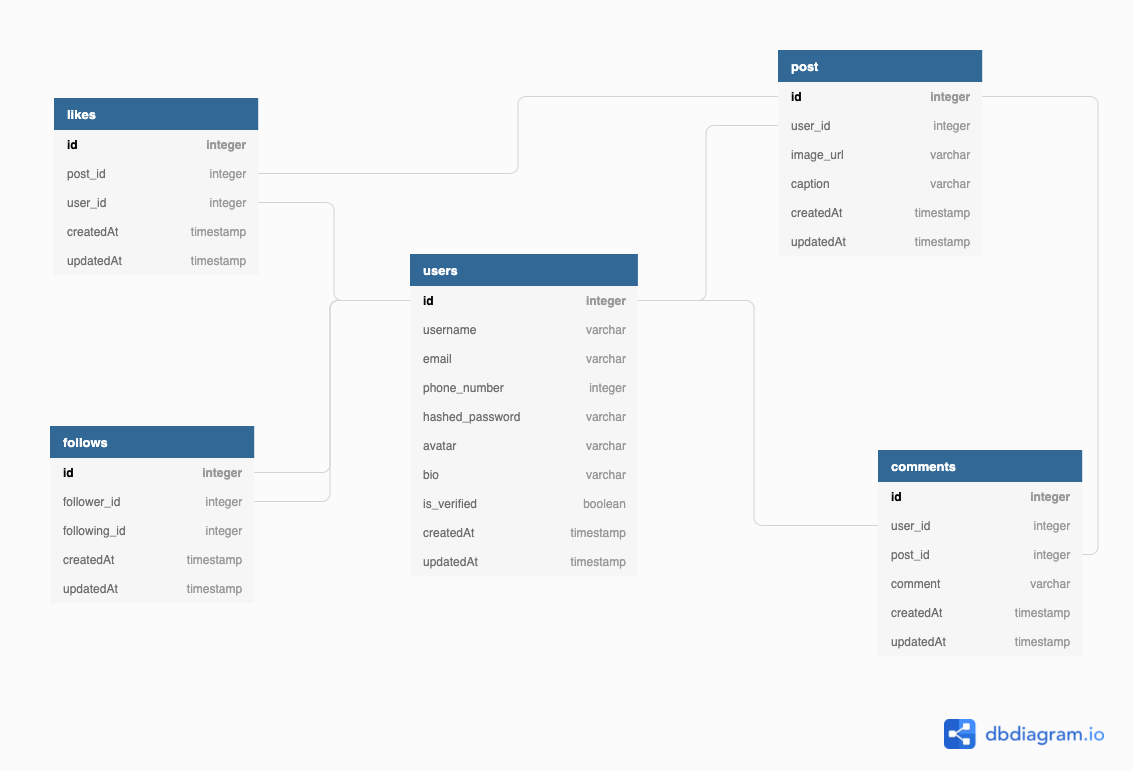 likes
id integer
post_id integer
user_id integer
createdAt timestamp
updatedAt timestamp
post
id integer
user_id integer
image_url varchar
caption varchar
createdAt timestamp
updatedAt timestamp
users
id integer
username varchar
email varchar
phone_number integer
hashed_password varchar
avatar varchar
bio varchar
is_verified boolean
createdAt timestamp
updatedAt timestamp
follows
id integer
follower_id integer
following_id integer
createdAt timestamp
updatedAt timestamp
comments
id integer
user_id integer
post_id integer
comment varchar
createdAt timestamp
updatedAt timestamp
dbdiagram.io